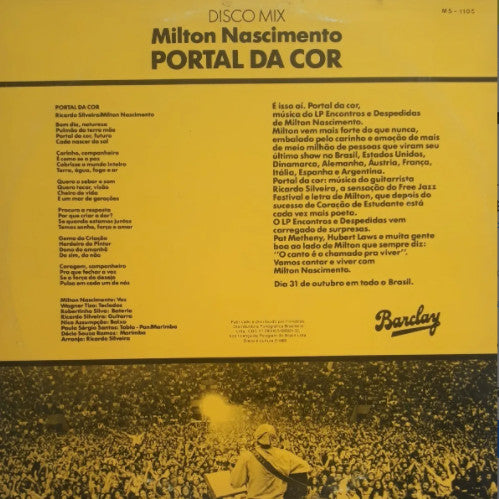 DISCO MIX
MS-1105
Milton Nascimento
PORTAL DA COR
PORTAL DA COR
Ricardo Silveira/Milton Nascimento
Bom dia, natureza
Pulmão da terra mãe
Portal da cor, futuro
Cada nascer do sol
Carinho, companheiro
É como se a paz
Cobrisse o mundo inteiro
Terra, água, fogo e ar
Quero o sabor e som
Quero tocar, visão
Cheiro da vida
E um mar de gerações
Procuro a resposta
Por que criar a dor?
Se quando estamos juntos
Temos senha, força e amor
Gema da Criação
Herdeiro do Pintor
Dono do amanhã
Do sim, do não
Coragem, companheiro
Pra que fechar a voz
Se a força do desejo
Pulsa em cada um de nós
Milton Nascimento: Voz
Wagner Tiso: Teclados
Robertinho Silva: Bateria
Ricardo Silveira: Guitarra
Nico Assumpção: Baixo
Paulo Sérgio Santos: Tabla - Pan/Marimba
Dácio Souza Ramos: Marimba
Arranjo: Ricardo Silveira
É isso aí. Portal da cor,
música do LP Encontros e Despedidas
de Milton Nascimento.
Milton vem mais forte do que nunca,
embalado pelo carinho e emoção de mais
de meio milhão de pessoas que viram seu
último show no Brasil, Estados Unidos,
Dinamarca, Alemanha, Áustria, França,
Itália, Espanha e Argentina.
Portal da cor: música do guitarrista
Ricardo Silveira, a sensação do Free Jazz
Festival e letra de Milton, que depois do
sucesso de Coração de Estudante está
cada vez mais poeta.
O LP Encontros e Despedidas vem
carregado de surpresas.
Pat Metheny, Hubert Laws e muita gente
boa ao lado de Milton que sempre diz:
"O canto é a chamada pra viver".
Vamos cantar e viver com
Milton Nascimento.
Dia 31 de outubro em todo o Brasil.
Barclay